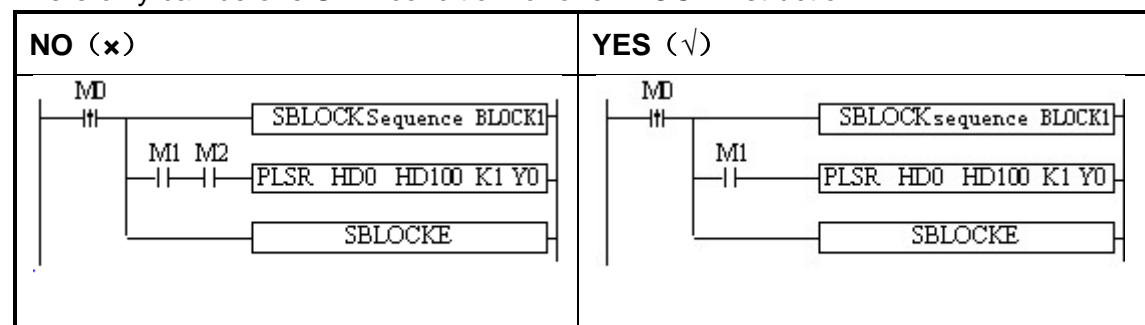 NO （×）
YES （√）
M0
SBLOCK Sequence BLOCK1
M1 M2
PLSR HD0 HD100 K1 Y0
SBLOCKE
M0
SBLOCK sequence BLOCK1
M1
PLSR HD0 HD100 K1 Y0
SBLOCKE